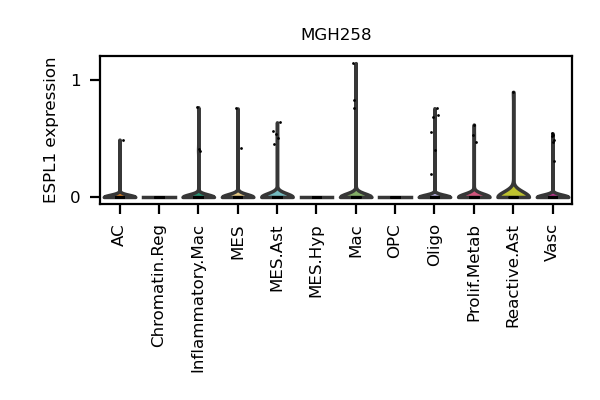 MGH258
ESPL1 expression
1
0
AC
Chromatin.Reg
Inflammatory.Mac
MES
MES.Ast
MES.Hyp
Mac
OPC
Oligo
Prolif.Metab
Reactive.Ast
Vasc